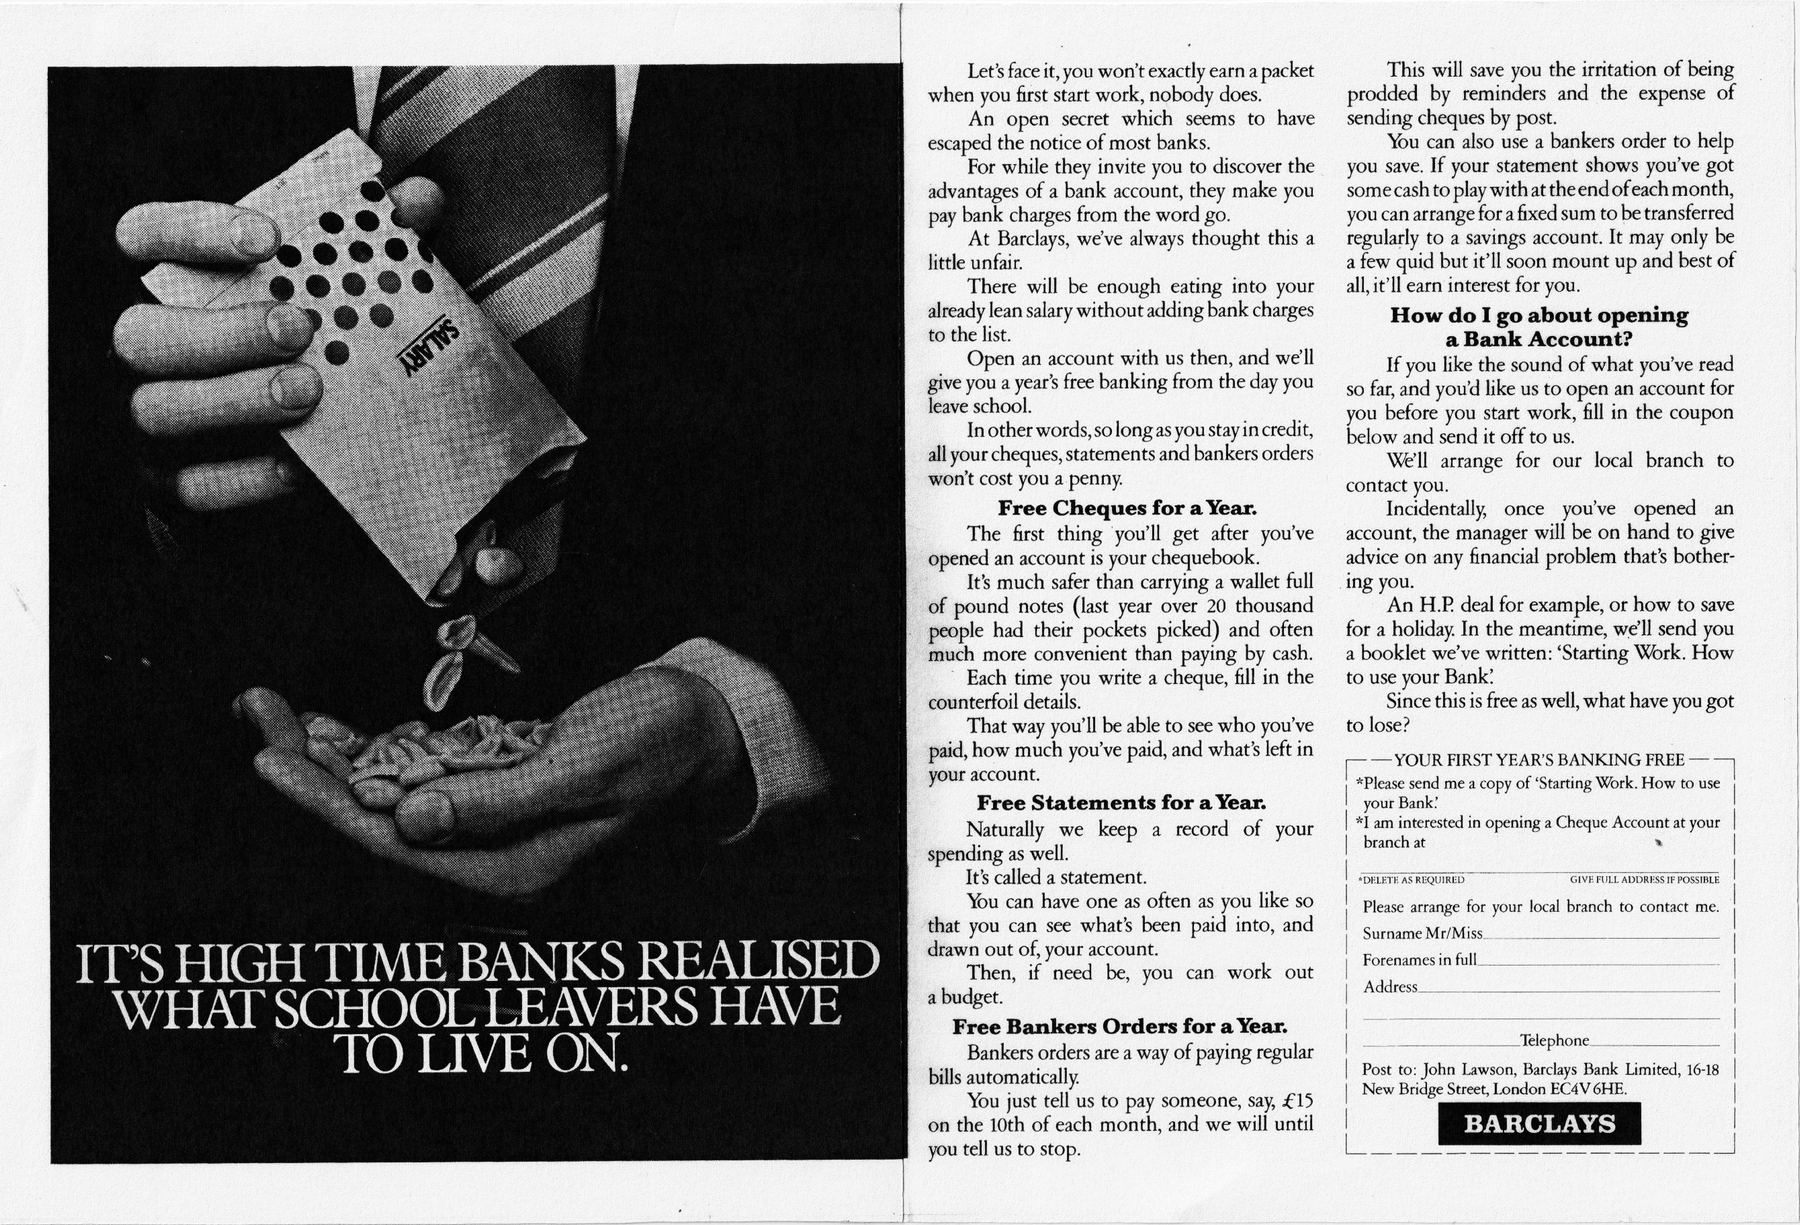 SALARY
IT'S HIGH TIME BANKS REALISED
WHAT SCHOOL LEAVERS HAVE
TO LIVE ON.
Let's face it, you won't exactly earn a packet
when you first start work, nobody does.
An open secret which seems to have
escaped the notice of most banks.
For while they invite you to discover the
advantages of a bank account, they make you
pay bank charges from the word go.
At Barclays, we've always thought this a
little unfair.
There will be enough eating into your
already lean salary without adding bank charges
to the list.
Open an account with us then, and we'll
give you a year's free banking from the day you
leave school.
In other words, so long as you stay in credit,
all your cheques, statements and bankers orders
won't cost you a penny.
Free Cheques for a Year.
The first thing you'll get after you've
opened an account is your chequebook.
It's much safer than carrying a wallet full
of pound notes (last year over 20 thousand
people had their pockets picked) and often
much more convenient than paying by cash.
Each time you write a cheque, fill in the
counterfoil details.
That way you'll be able to see who you've
paid, how much you've paid, and what's left in
your account.
Free Statements for a Year.
Naturally we keep a record of your
spending as well.
It's called a statement.
You can have one as often as you like so
that you can see what's been paid into, and
drawn out of, your account.
Then, if need be, you can work out
a budget.
Free Bankers Orders for a Year.
Bankers orders are a way of paying regular
bills automatically.
You just tell us to pay someone, say, £15
on the 10th of each month, and we will until
you tell us to stop.
This will save you the irritation of being
prodded by reminders and the expense of
sending cheques by post.
You can also use a bankers order to help
you save. If your statement shows you've got
some cash to play with at the end of each month,
you can arrange for a fixed sum to be transferred
regularly to a savings account. It may only be
a few quid but it'll soon mount up and best of
all, it'll earn interest for you.
How do I go about opening
a Bank Account?
If you like the sound of what you've read
so far, and you'd like us to open an account for
you before you start work, fill in the coupon
below and send it off to us.
We'll arrange for our local branch to
contact you.
Incidentally, once you've opened an
account, the manager will be on hand to give
advice on any financial problem that's bother-
ing you.
An H.P. deal for example, or how to save
for a holiday. In the meantime, we'll send you
a booklet we've written: 'Starting Work. How
to use your Bank.'
Since this is free as well, what have you got
to lose?
YOUR FIRST YEAR'S BANKING FREE
*Please send me a copy of 'Starting Work. How to use
your Bank.'
*I am interested in opening a Cheque Account at your
branch at
*DELETE AS REQUIRED GIVE FULL ADDRESS IF POSSIBLE
Please arrange for your local branch to contact me.
Surname Mr/Miss
Forenames in full
Address
Telephone
Post to: John Lawson, Barclays Bank Limited, 16-18
New Bridge Street, London EC4V 6HE.
BARCLAYS